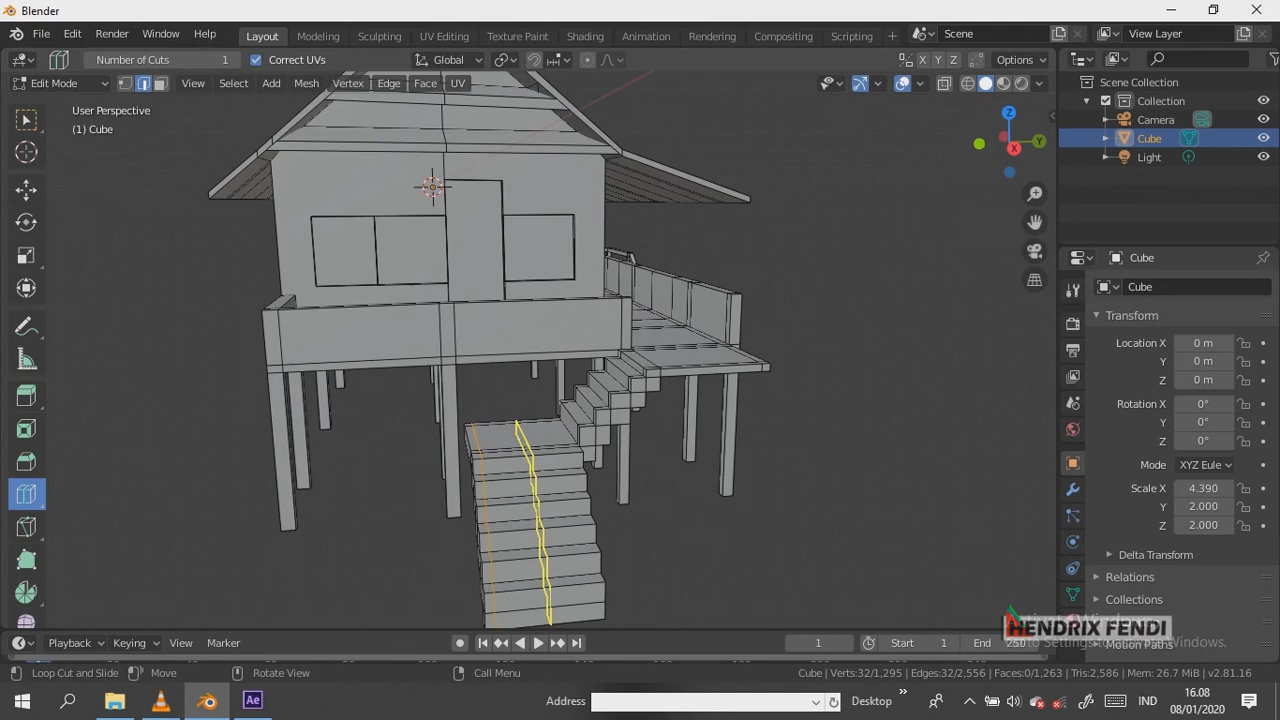 Blender
File Edit Render Window Help Layout Modeling Sculpting UV Editing Texture Paint Shading Animation Rendering Compositing Scripting + Scene View Layer
Number of Cuts 1 Correct UVs Global X Y Z Options
Edit Mode View Select Add Mesh Vertex Edge Face UV
User Perspective
(1) Cube
Z
Y
X
Scene Collection
Collection
Camera
Cube
Light
Cube
Cube
Transform
Location X 0 m
Y 0 m
Z 0 m
Rotation X 0°
Y 0°
Z 0°
Mode XYZ Eule
Scale X 4.390
Y 2.000
Z 2.000
Delta Transform
Relations
Collections
HENDRIX FENDI
Motion Paths
Playback Keying View Marker 1 Start 1 End 250
Loop Cut and Slide Move Rotate View Call Menu Cube | Verts:32/1,295 | Edges:32/2,556 | Faces:0/1,263 | Tris:2,586 | Mem: 26.7 MiB | v2.81.16
Address Desktop » IND 16.08
08/01/2020